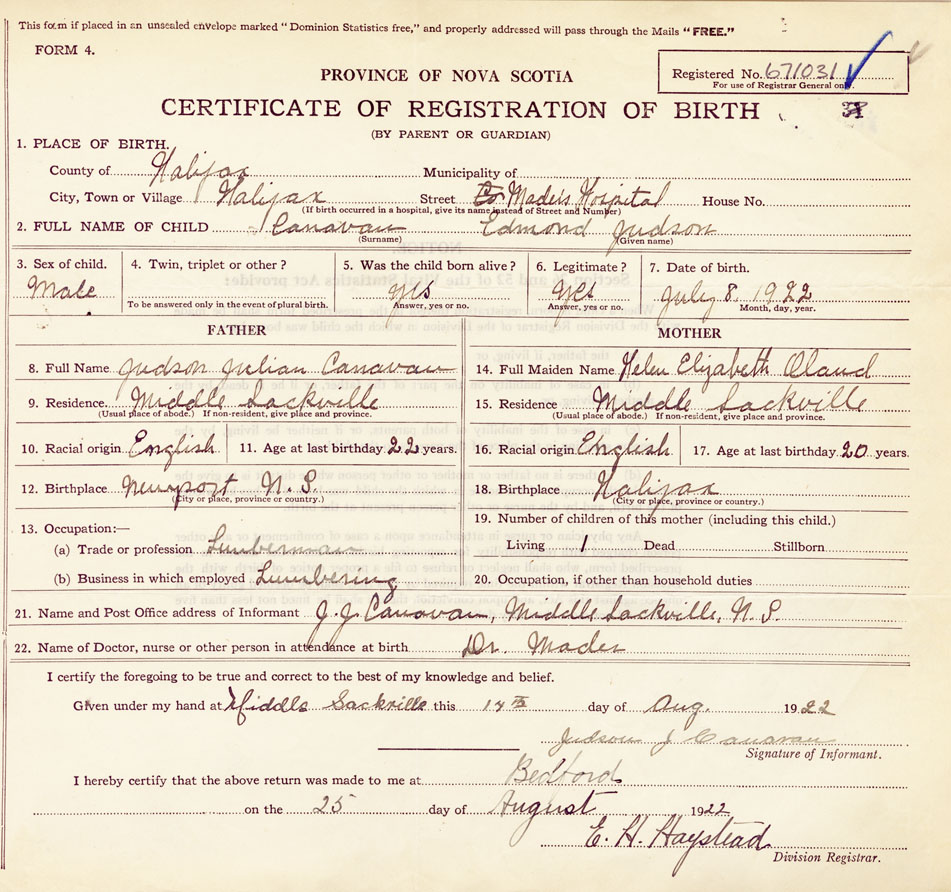 This form if placed in an unsealed envelope marked "Dominion Statistics free," and properly addressed will pass through the Mails "FREE."
FORM 4.
Registered No. 671031
For use of Registrar General only.
PROVINCE OF NOVA SCOTIA
CERTIFICATE OF REGISTRATION OF BIRTH
(BY PARENT OR GUARDIAN)
1. PLACE OF BIRTH.
County of Halifax Municipality of
City, Town or Village Halifax Street Mader's Hospital House No.
(If birth occurred in a hospital, give its name instead of Street and Number)
2. FULL NAME OF CHILD Canavan Edmond Judson
(Surname) (Given name)
3. Sex of child. 4. Twin, triplet or other? 5. Was the child born alive? 6. Legitimate? 7. Date of birth.
Male yes yes July 8. 1922
To be answered only in the event of plural birth. Answer, yes or no. Answer, yes or no. Month, day, year.
FATHER MOTHER
8. Full Name Judson Julian Canavan 14. Full Maiden Name Helen Elizabeth Oland
9. Residence Middle Sackville 15. Residence Middle Sackville
(Usual place of abode.) If non-resident, give place and province. (Usual place of abode.) If non-resident, give place and province.
10. Racial origin English 11. Age at last birthday 22 years. 16. Racial origin English 17. Age at last birthday 20 years.
12. Birthplace Newport N.S. 18. Birthplace Halifax
(City or place, province or country.) (City or place, province or country.)
13. Occupation:— 19. Number of children of this mother (including this child.)
(a) Trade or profession Lumberman Living 1 Dead Stillborn
(b) Business in which employed Lumbering 20. Occupation, if other than household duties
21. Name and Post Office address of Informant J. J. Canavan, Middle Sackville, N.S.
22. Name of Doctor, nurse or other person in attendance at birth Dr. Mader
I certify the foregoing to be true and correct to the best of my knowledge and belief.
Given under my hand at Middle Sackville this 14th day of Aug. 1922
Judson J Canavan
Signature of Informant.
I hereby certify that the above return was made to me at Bedford
on the 25 day of August 1922
E. H. Haystead
Division Registrar.